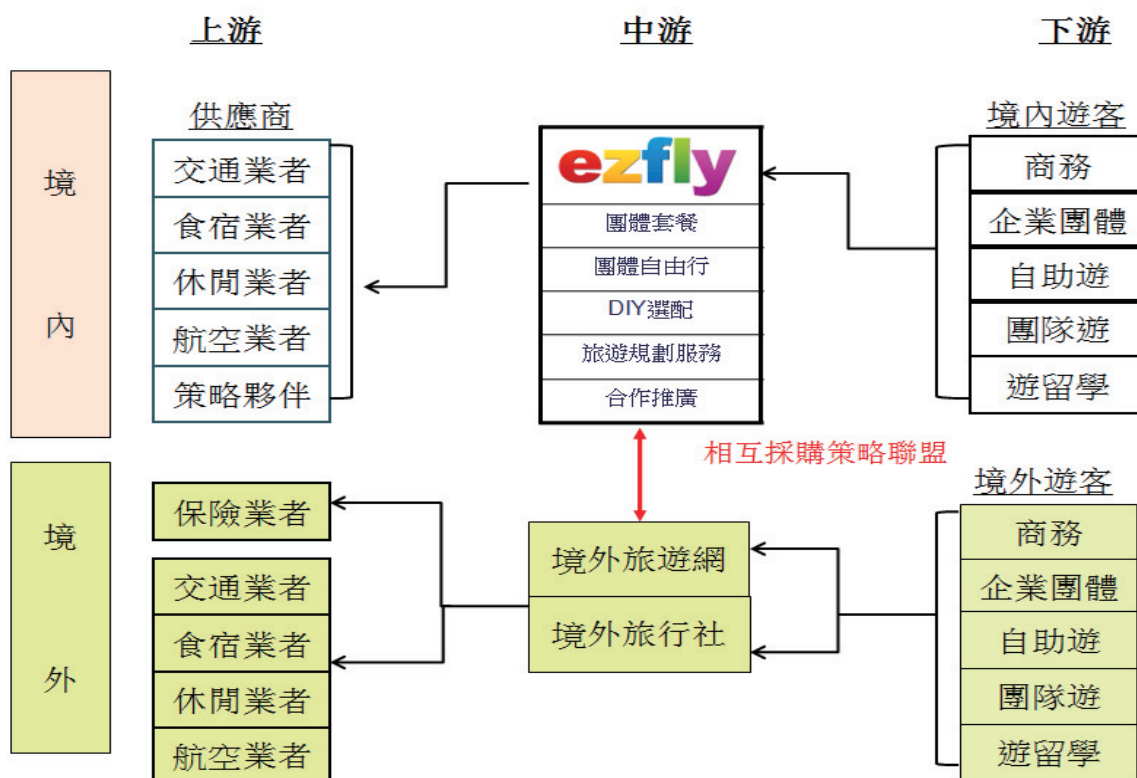 上游
中游
下游
境
內
供應商
交通業者
食宿業者
休閒業者
航空業者
策略夥伴
ezfly
團體套餐
團體自由行
DIY選配
旅遊規劃服務
合作推廣
境內遊客
商務
企業團體
自助遊
團隊遊
遊留學
相互採購策略聯盟
境
外
保險業者
交通業者
食宿業者
休閒業者
航空業者
境外旅遊網
境外旅行社
境外遊客
商務
企業團體
自助遊
團隊遊
遊留學